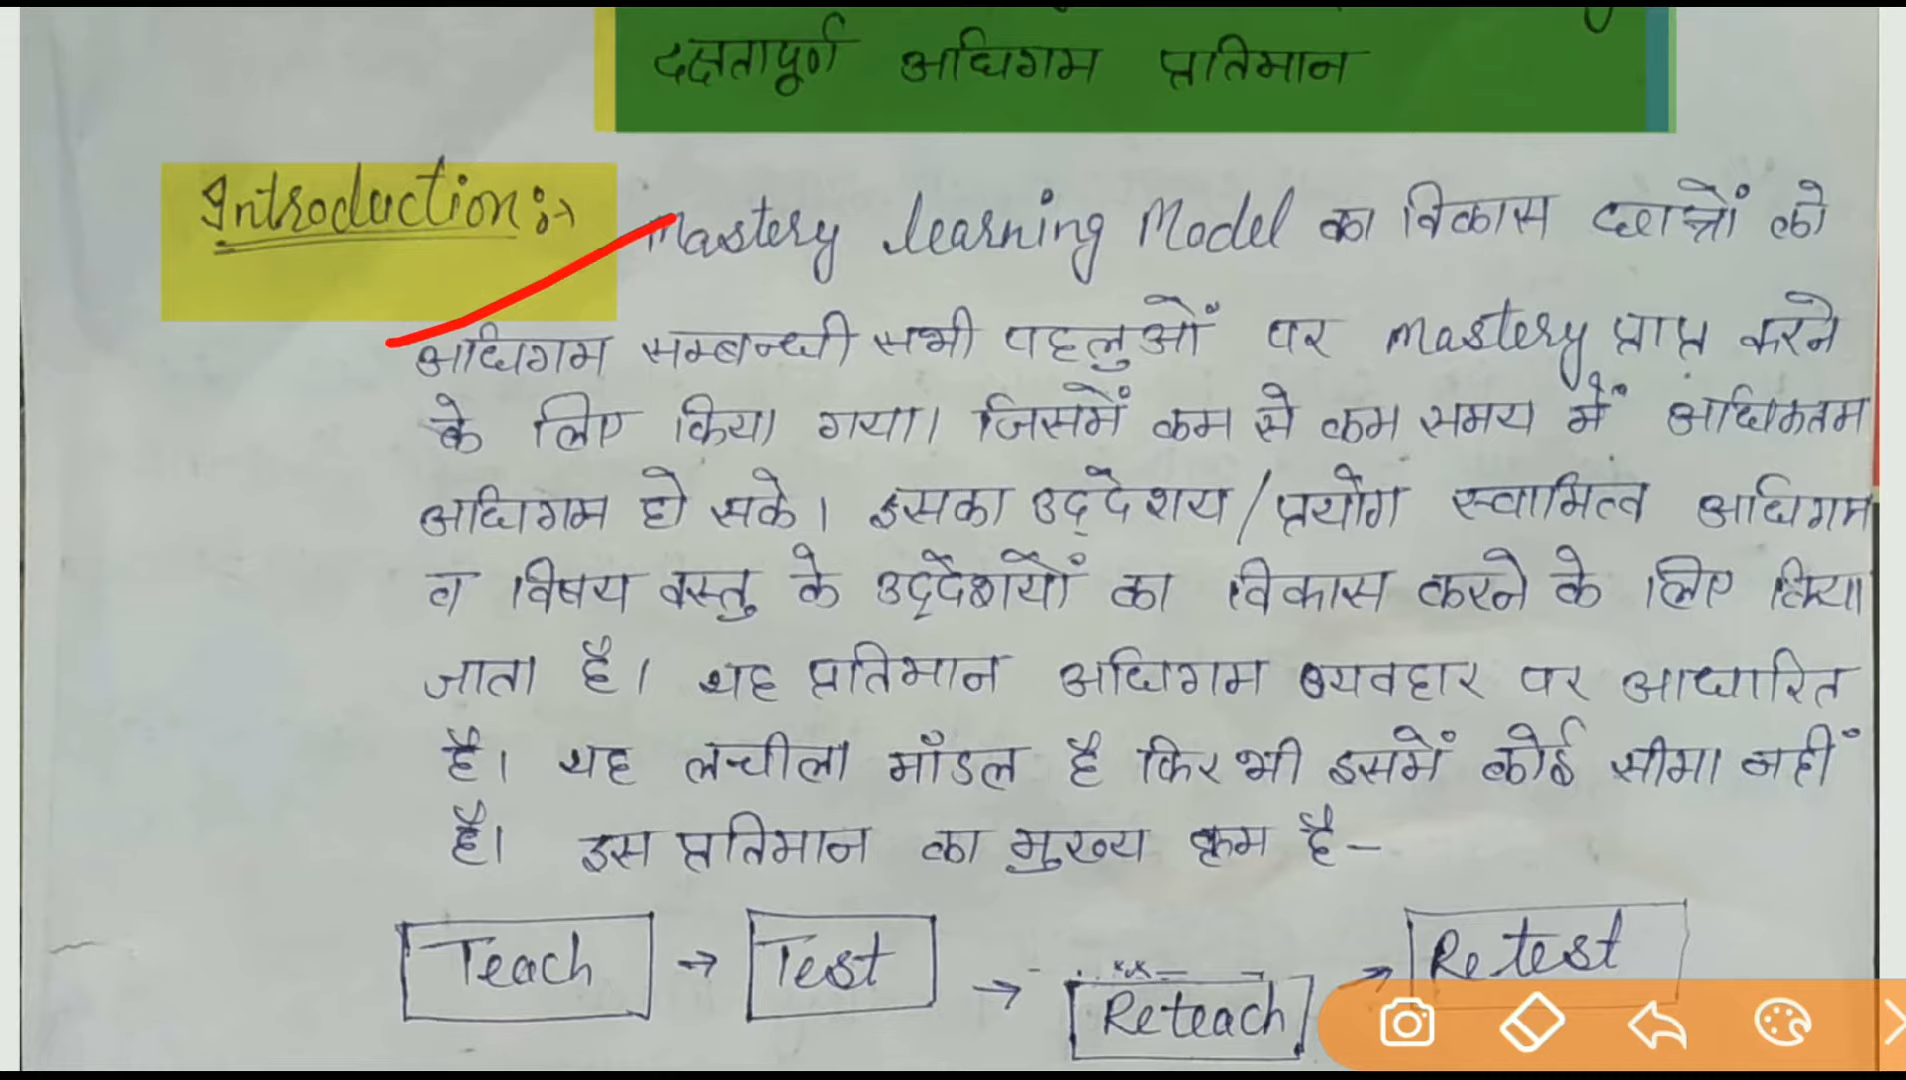 दक्षतापूर्ण अधिगम प्रतिमान
Introduction :→ Mastery learning Model का विकास छात्रों को
अधिगम सम्बन्धी सभी पहलुओं पर mastery प्राप्त करने
के लिए किया गया। जिसमें कम से कम समय में अधिकतम
अधिगम हो सके। इसका उद्देशय / प्रयोग स्वामित्व अधिगम
व विषय वस्तु के उद्देशयों का विकास करने के लिए किया
जाता है। यह प्रतिमान अधिगम व्यवहार पर आधारित
है। यह लचीला मॉडल है फिर भी इसमें कोई सीमा नहीं
है। इस प्रतिमान का मुख्य क्रम है –
Teach → Test → Reteach → Retest